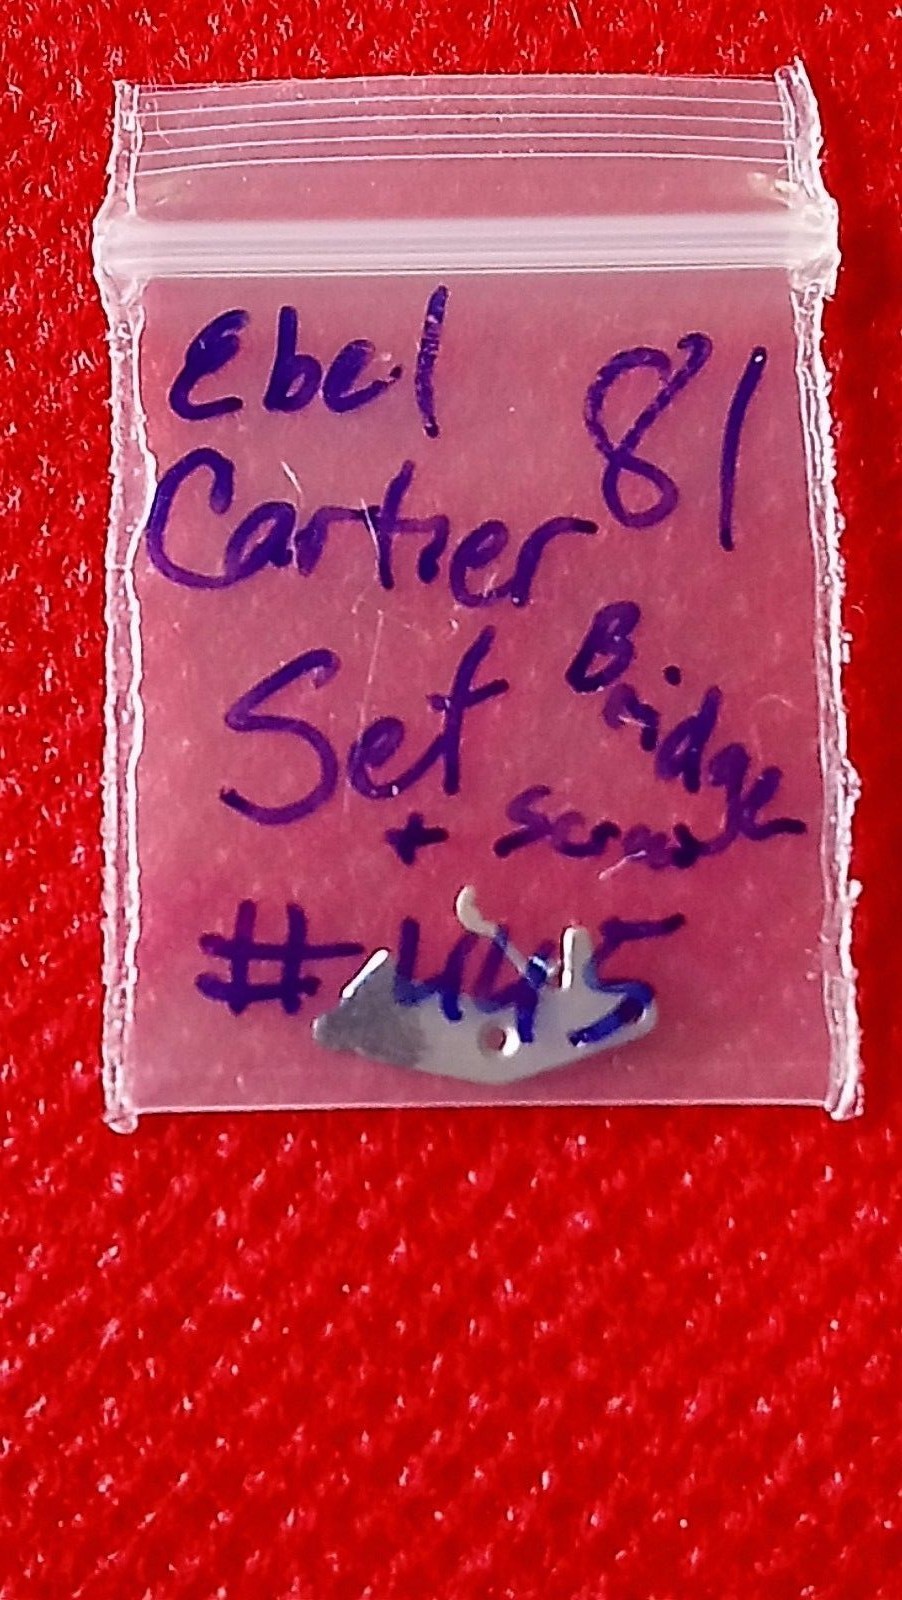 Ebel 81
Cartier
Set Bridge
+ Screw
#445